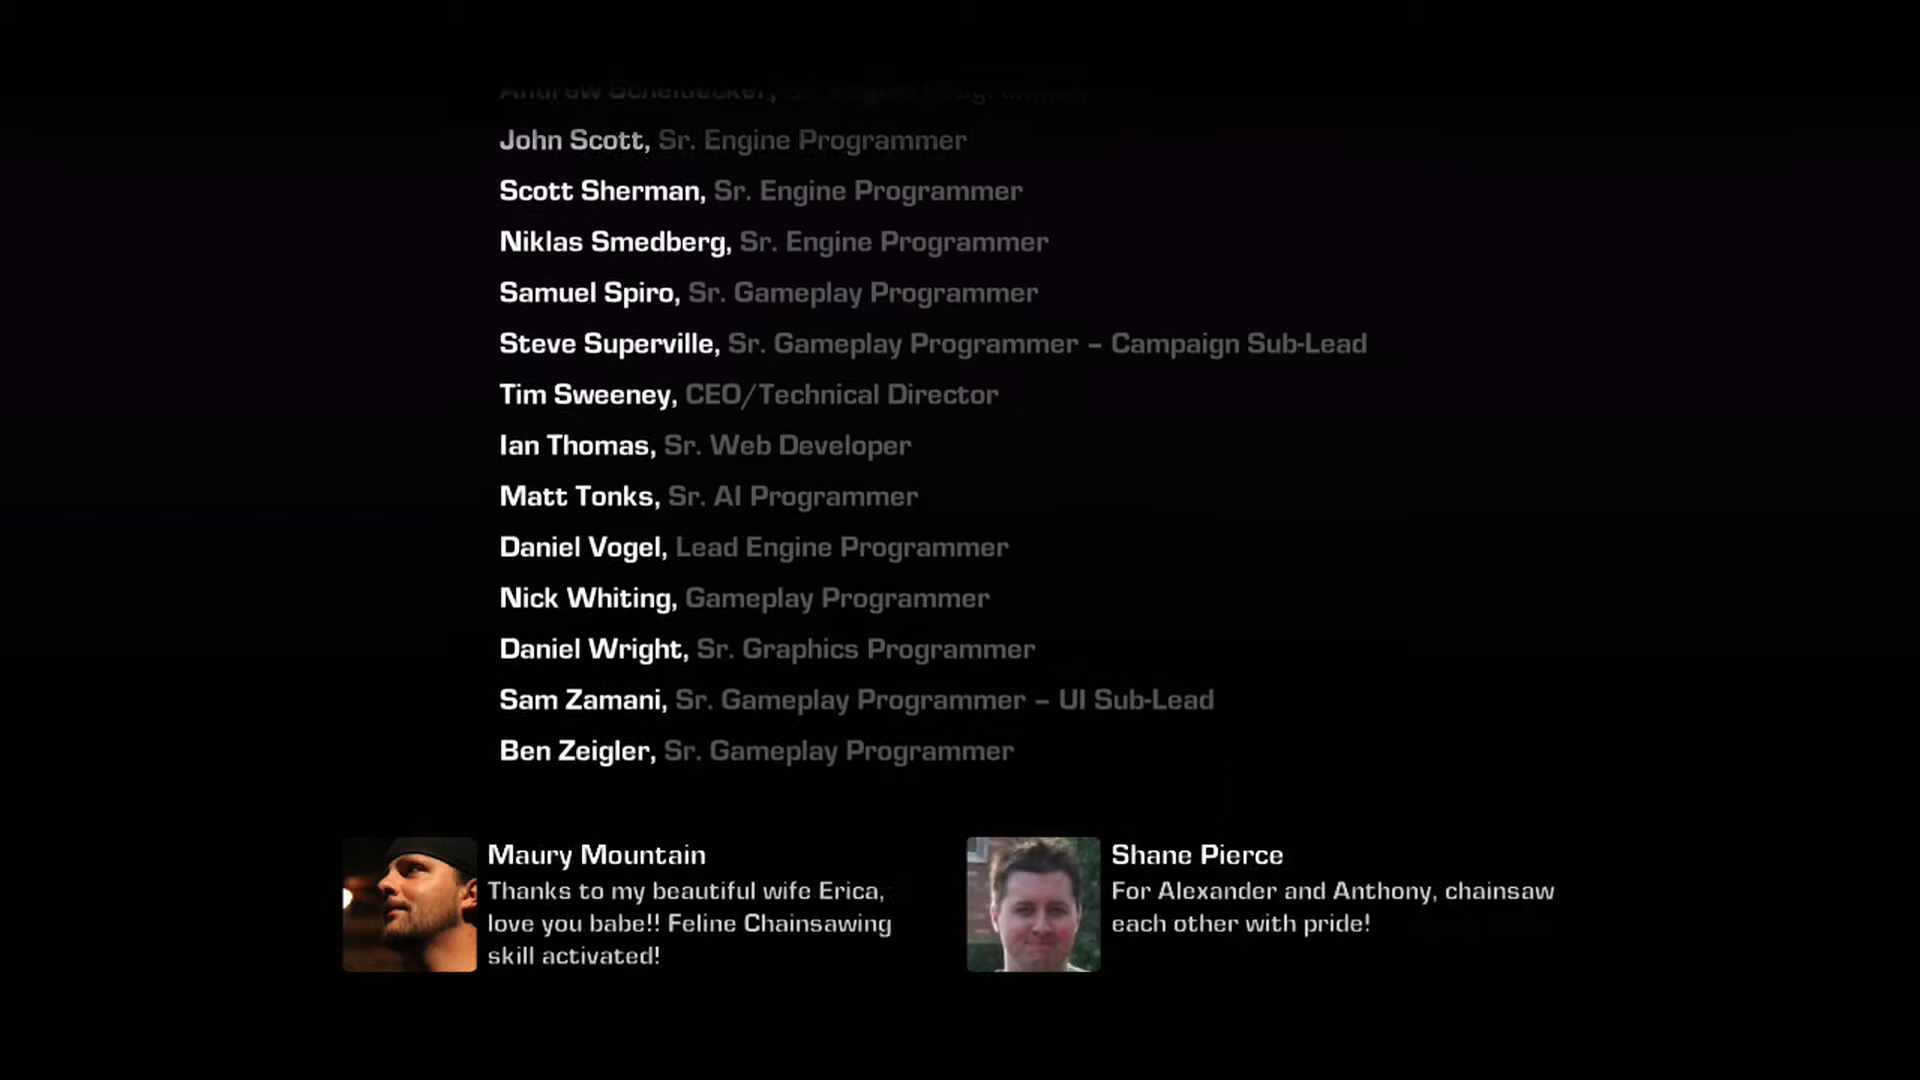 Andrew Scheidecker, Sr. Engine Programmer
John Scott, Sr. Engine Programmer
Scott Sherman, Sr. Engine Programmer
Niklas Smedberg, Sr. Engine Programmer
Samuel Spiro, Sr. Gameplay Programmer
Steve Superville, Sr. Gameplay Programmer – Campaign Sub-Lead
Tim Sweeney, CEO/Technical Director
Ian Thomas, Sr. Web Developer
Matt Tonks, Sr. AI Programmer
Daniel Vogel, Lead Engine Programmer
Nick Whiting, Gameplay Programmer
Daniel Wright, Sr. Graphics Programmer
Sam Zamani, Sr. Gameplay Programmer – UI Sub-Lead
Ben Zeigler, Sr. Gameplay Programmer
Maury Mountain
Thanks to my beautiful wife Erica,
love you babe!! Feline Chainsawing
skill activated!
Shane Pierce
For Alexander and Anthony, chainsaw
each other with pride!